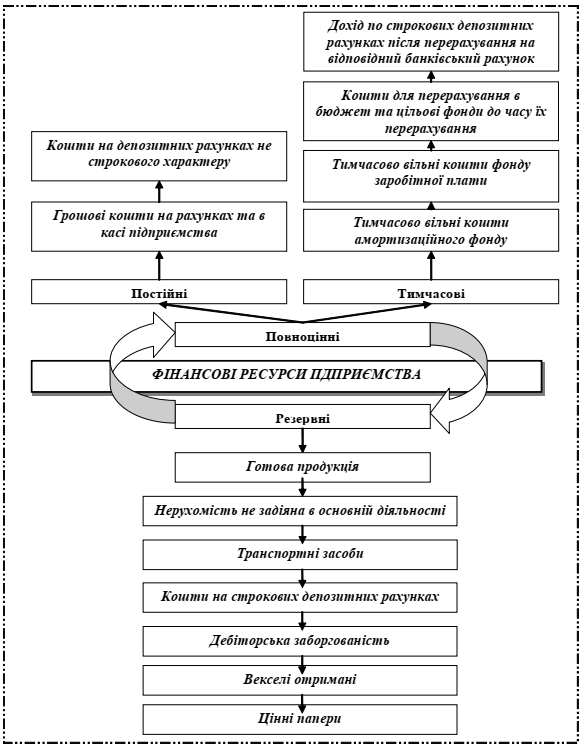 Дохід по строкових депозитних
рахунках після перерахування на
відповідний банківський рахунок
Кошти для перерахування в
бюджет та цільові фонди до часу їх
перерахування
Кошти на депозитних рахунках не
строкового характеру
Тимчасово вільні кошти фонду
заробітної плати
Грошові кошти на рахунках та в
касі підприємства
Тимчасово вільні кошти
амортизаційного фонду
Постійні
Тимчасові
Повноцінні
ФІНАНСОВІ РЕСУРСИ ПДПРИЄМСТВА
Резервні
Готова продукція
Нерухомість не задіяна в основній діяльності
Транспортні засоби
Кошти на строкових депозитних рахунках
Дебіторська заборгованість
Векселі отримані
Цінні папери